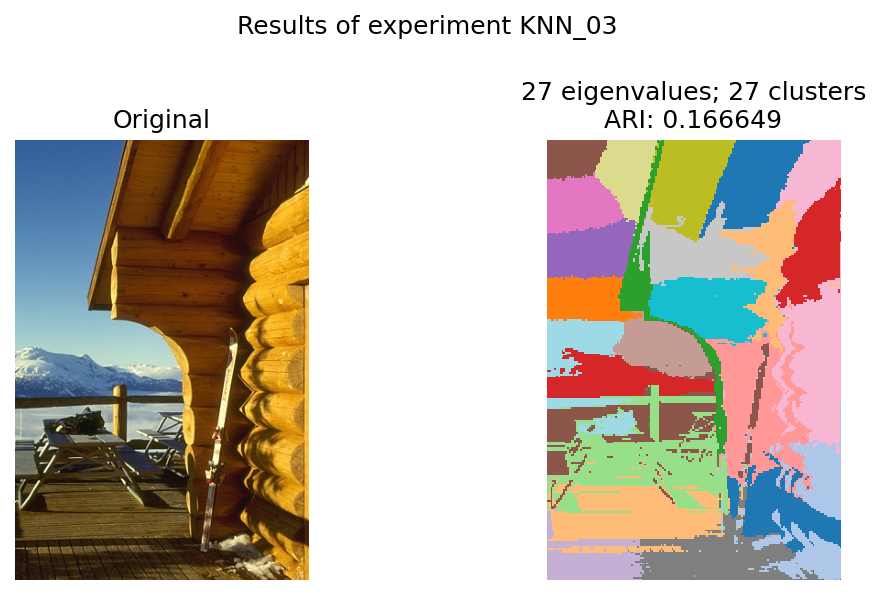 Results of experiment KNN_03
Original
27 eigenvalues; 27 clusters
ARI: 0.166649